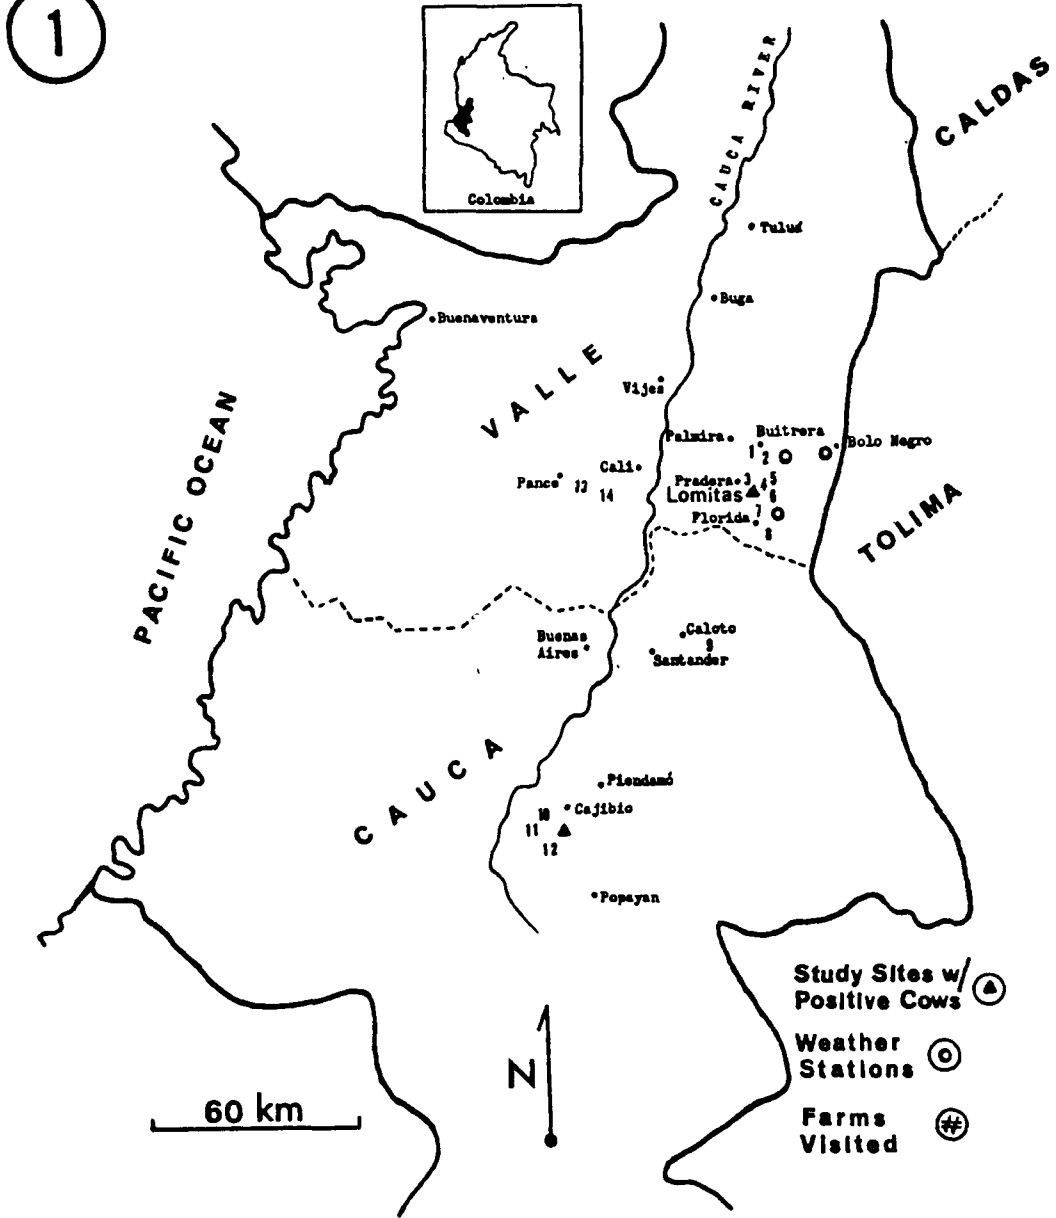 1
Colombia
CAUCA RIVER
CALDAS
Tuluá
Buga
Buenaventura
VALLE
Vijes
PACIFIC OCEAN
Palmira
Buitrera
Bolo Negro
1
2
Cali
Pance
13
14
Pradera
3
4
5
Lomitas
6
Florida
7
8
TOLIMA
Buenas
Aires
Caloto
9
Santander
CAUCA
Piendamó
10
Cajibio
11
12
Popayan
Study Sites w/
Positive Cows
Weather
Stations
N
60 km
Farms
Visited
#